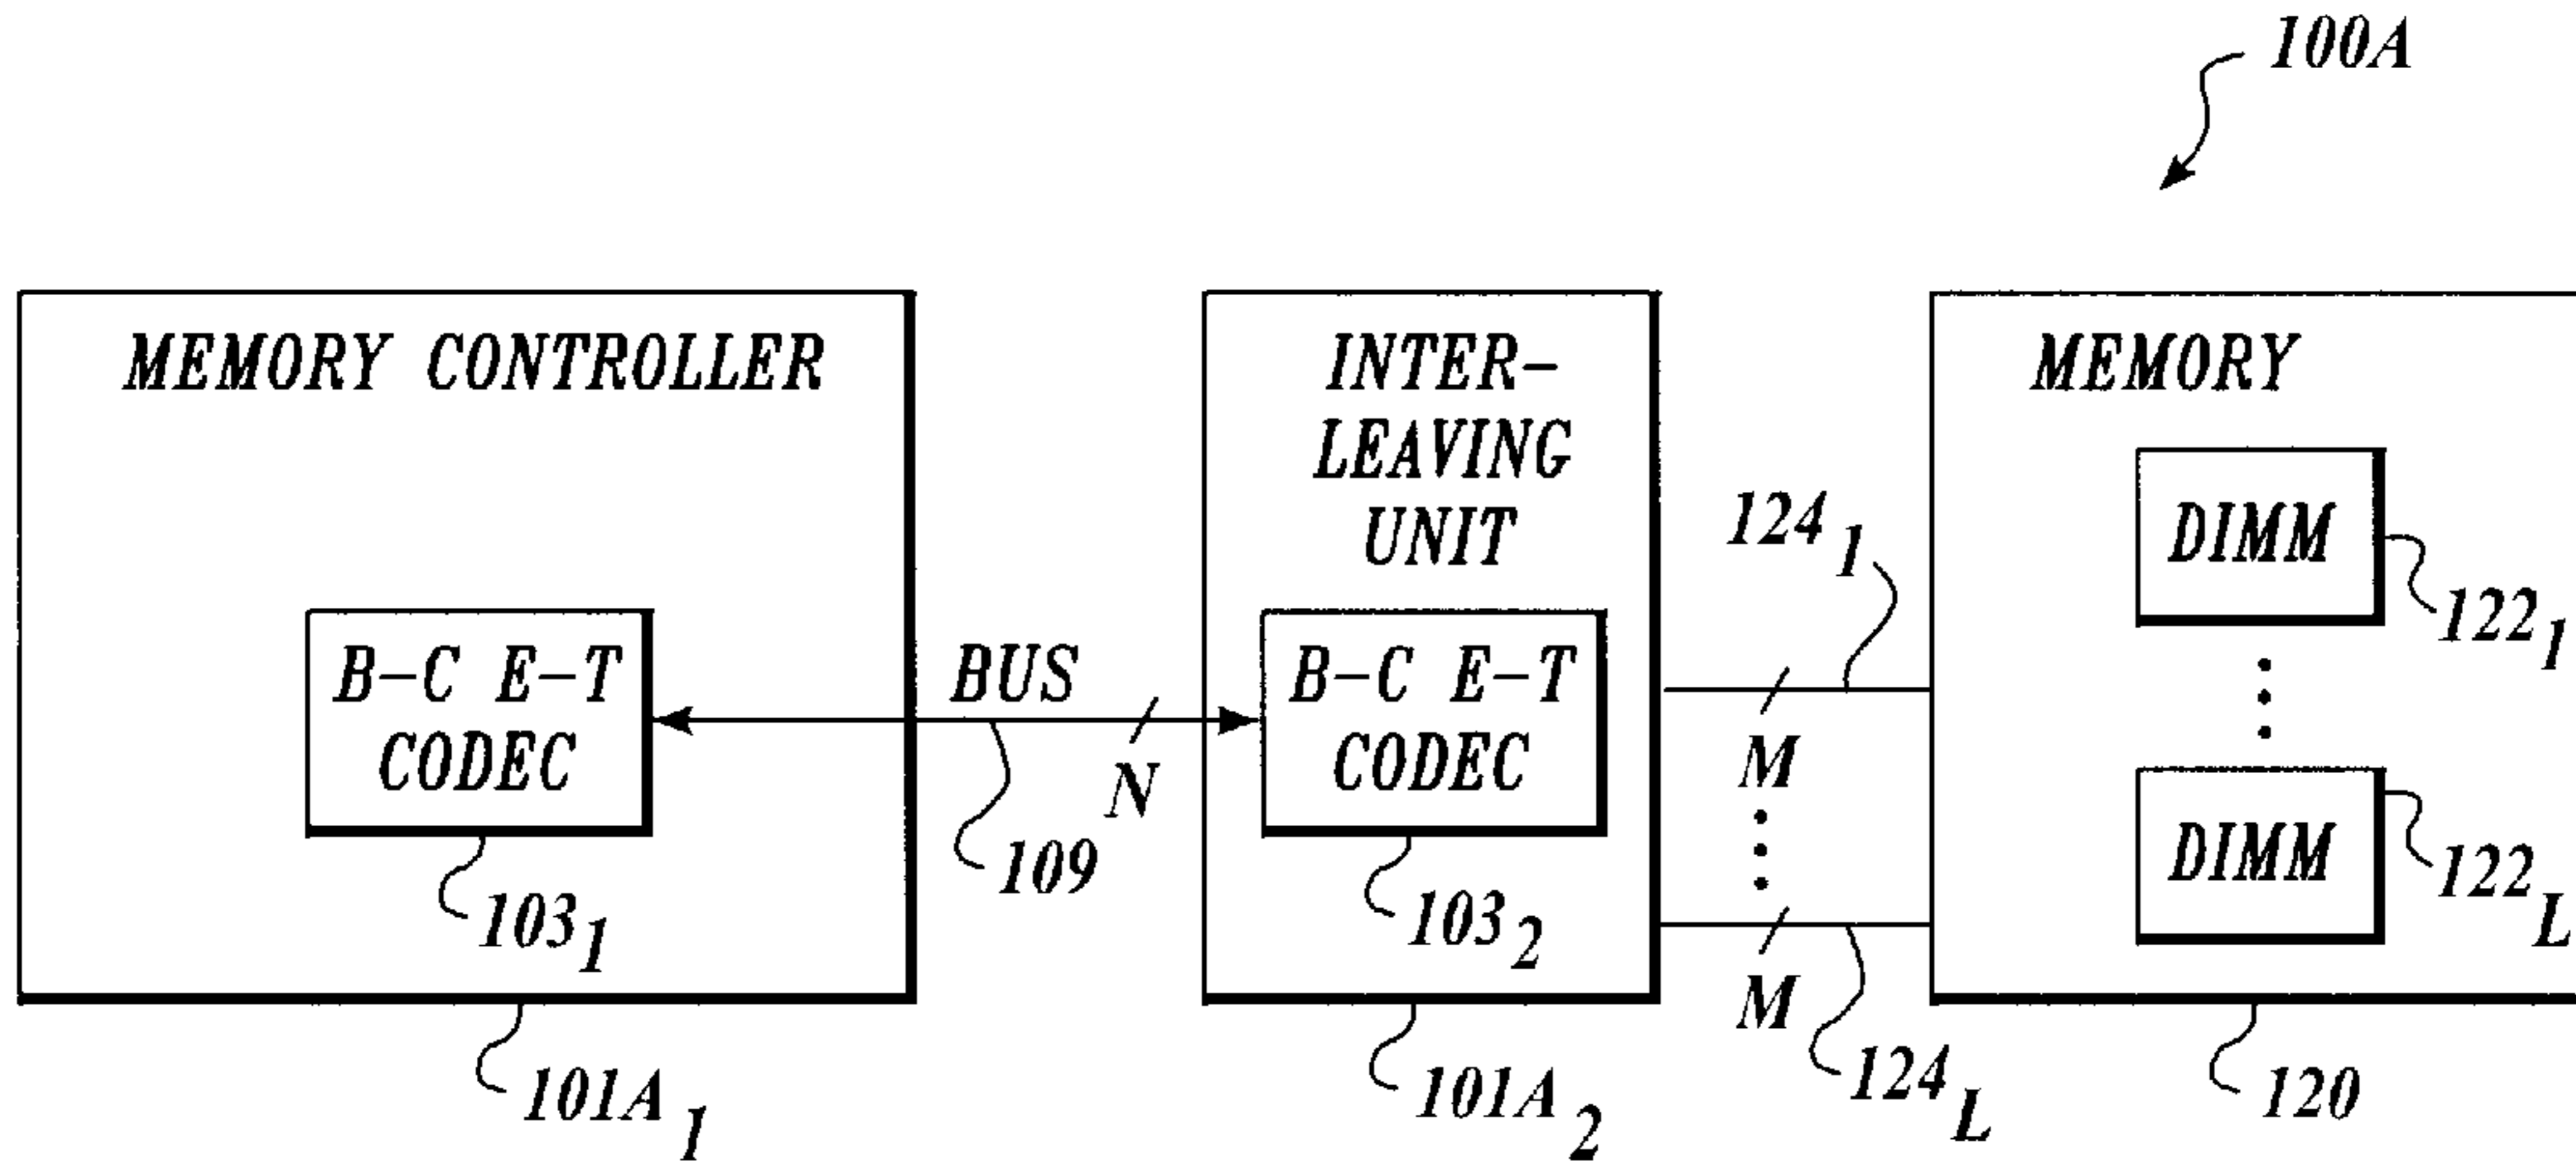 100A
MEMORY CONTROLLER
B-C E-T
CODEC
103 1
101A 1
BUS
N
109
INTER-
LEAVING
UNIT
B-C E-T
CODEC
103 2
101A 2
124 1
M
M
124 L
MEMORY
DIMM
122 1
DIMM
122 L
120